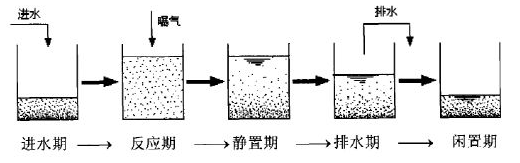 进水
曝气
排水
进水期 → 反应期 → 静置期 → 排水期 → 闲置期